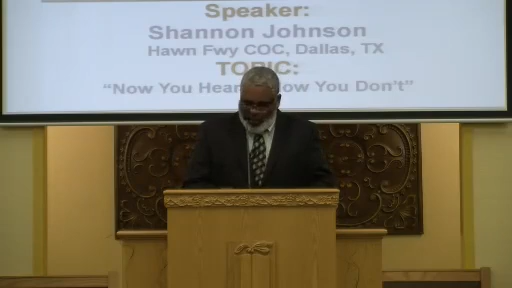 Speaker:
Shannon Johnson
Hawn Fwy COC, Dallas, TX
TOPIC:
“Now You Hear Now You Don’t”